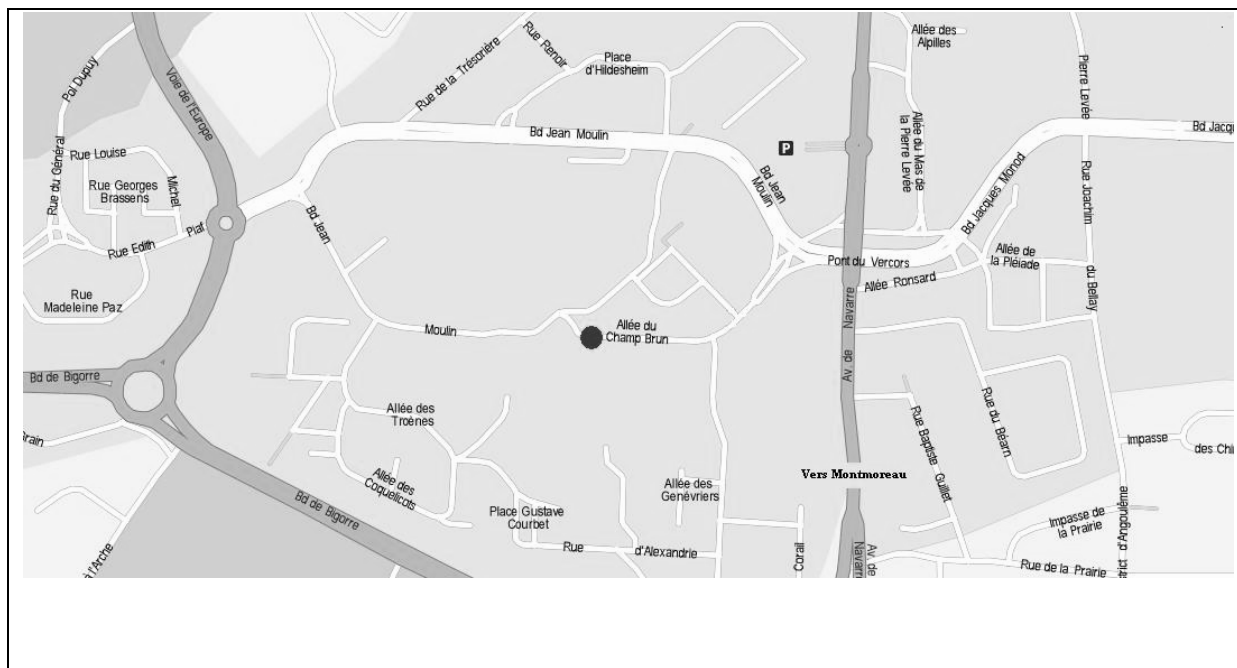 Allée des
Alpilles
Rue Renoir
Pol Dupuy
Rue du Général
Voie de l'Europe
Rue de la Trésorière
Place
d'Hildesheim
Pierre Levée
Bd Jean Moulin
P
Allée du Mas de
la Pierre Levée
Bd Jacqu
Rue Louise
Michel
Rue Georges
Brassens
Bd Jean
Moulin
Bd Jacques Monod
Rue Joachim
du Bellay
Rue Edith Piaf
Bd Jean
Moulin
Pont du Vercors
Allée de
la Pléiade
Allée Ronsard
Rue
Madeleine Paz
Allée du
Champ Brun
Av. de Navarre
Bd de Bigorre
Allée des
Troènes
Rue Baptiste Guillet
Rue du Béarn
Grain
Impasse
des Chi
Allée des
Coquelicots
Vers Montmoreau
Allée des
Genévriers
Bd de Bigorre
Place Gustave
Courbet
Impasse de
la Prairie
Rue d'Alexandrie
Corail
à l'Arche
Av. de
Navarre
Rue de la Prairie
trict d'Angoulême